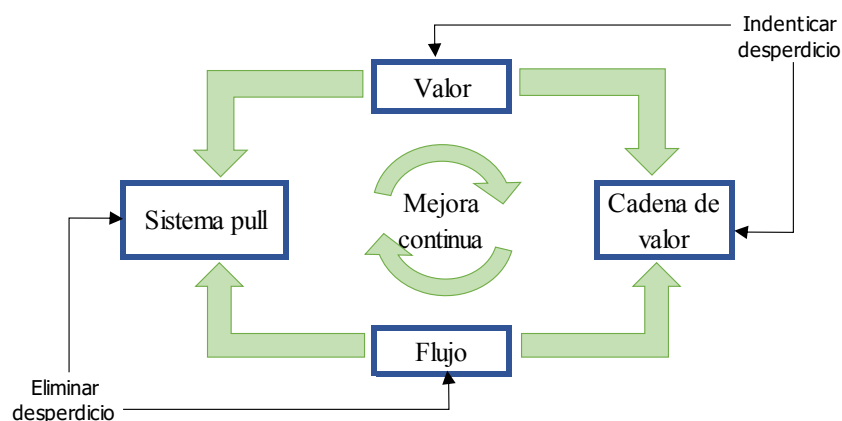 Indenticar
desperdicio
Valor
Sistema pull
Mejora
continua
Cadena de
valor
Flujo
Eliminar
desperdicio